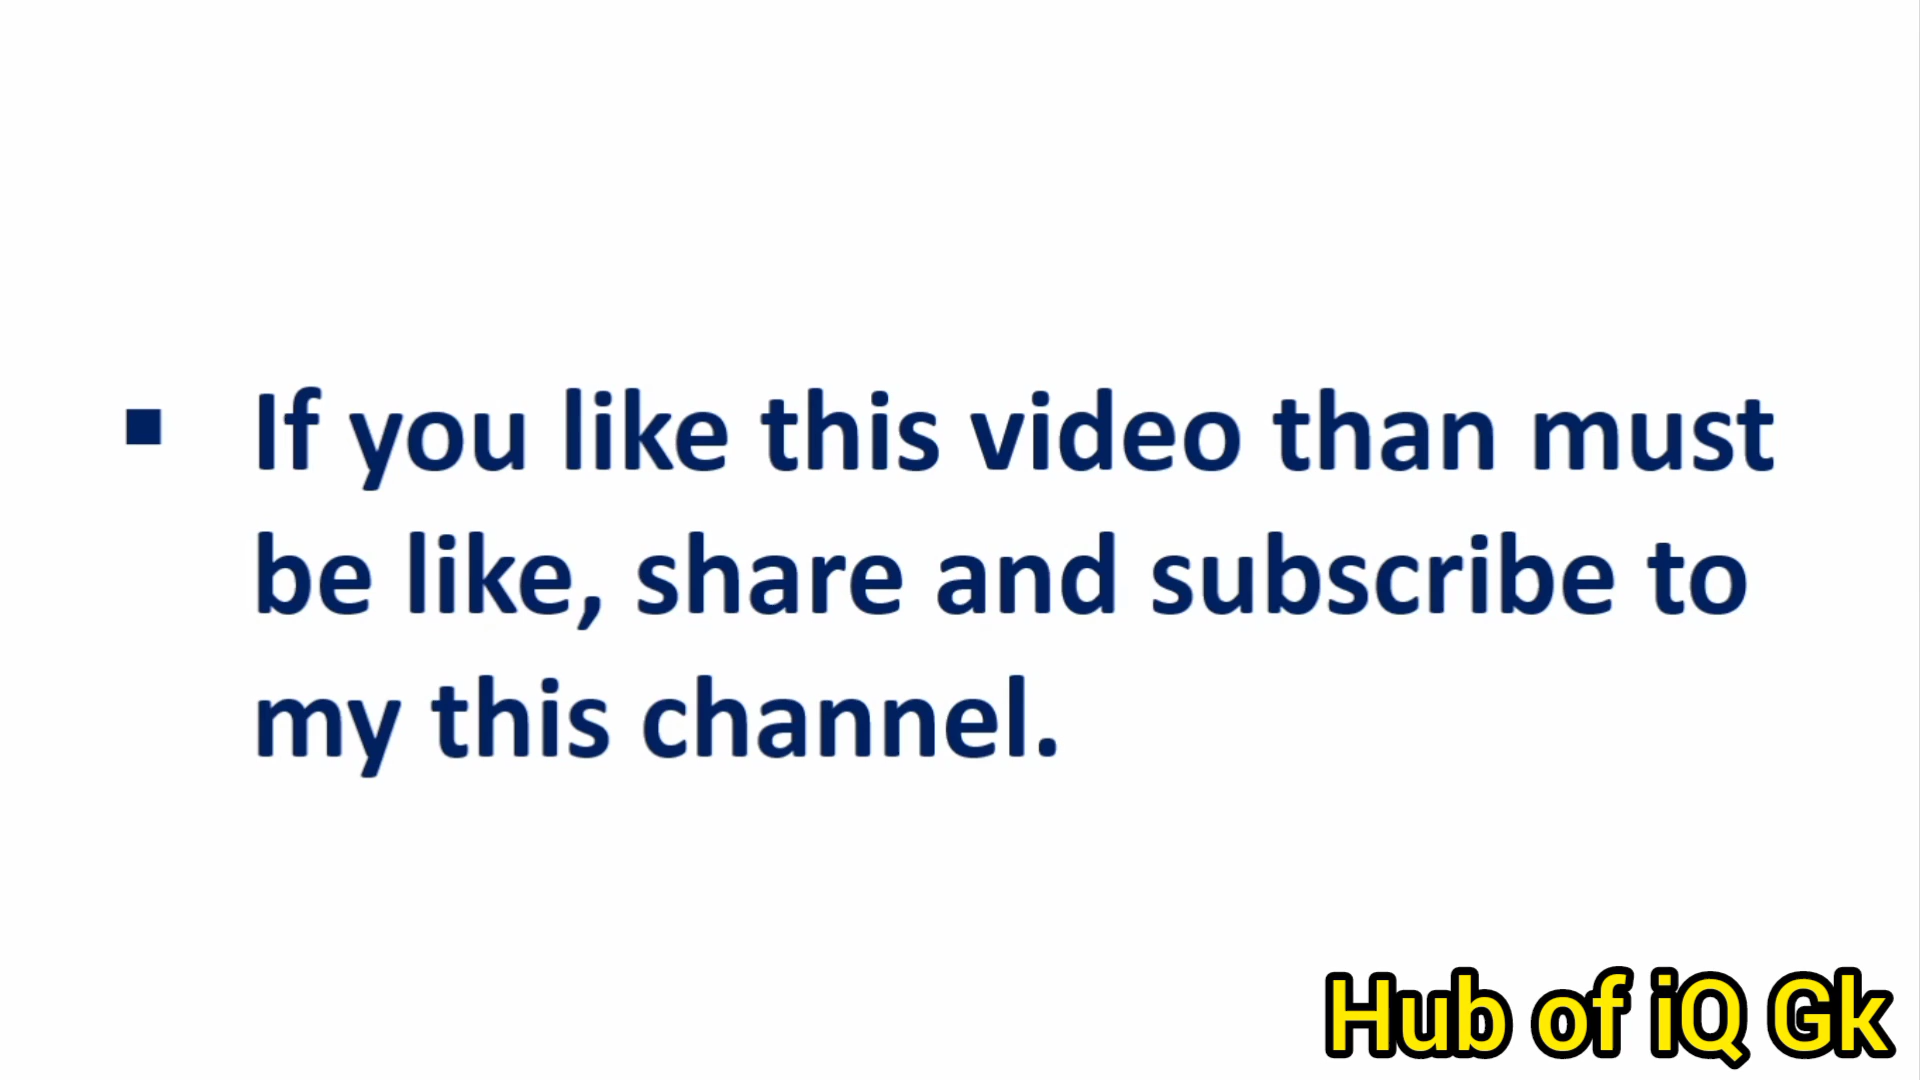 ▪ If you like this video than must
be like, share and subscribe to
my this channel.
Hub of iQ Gk